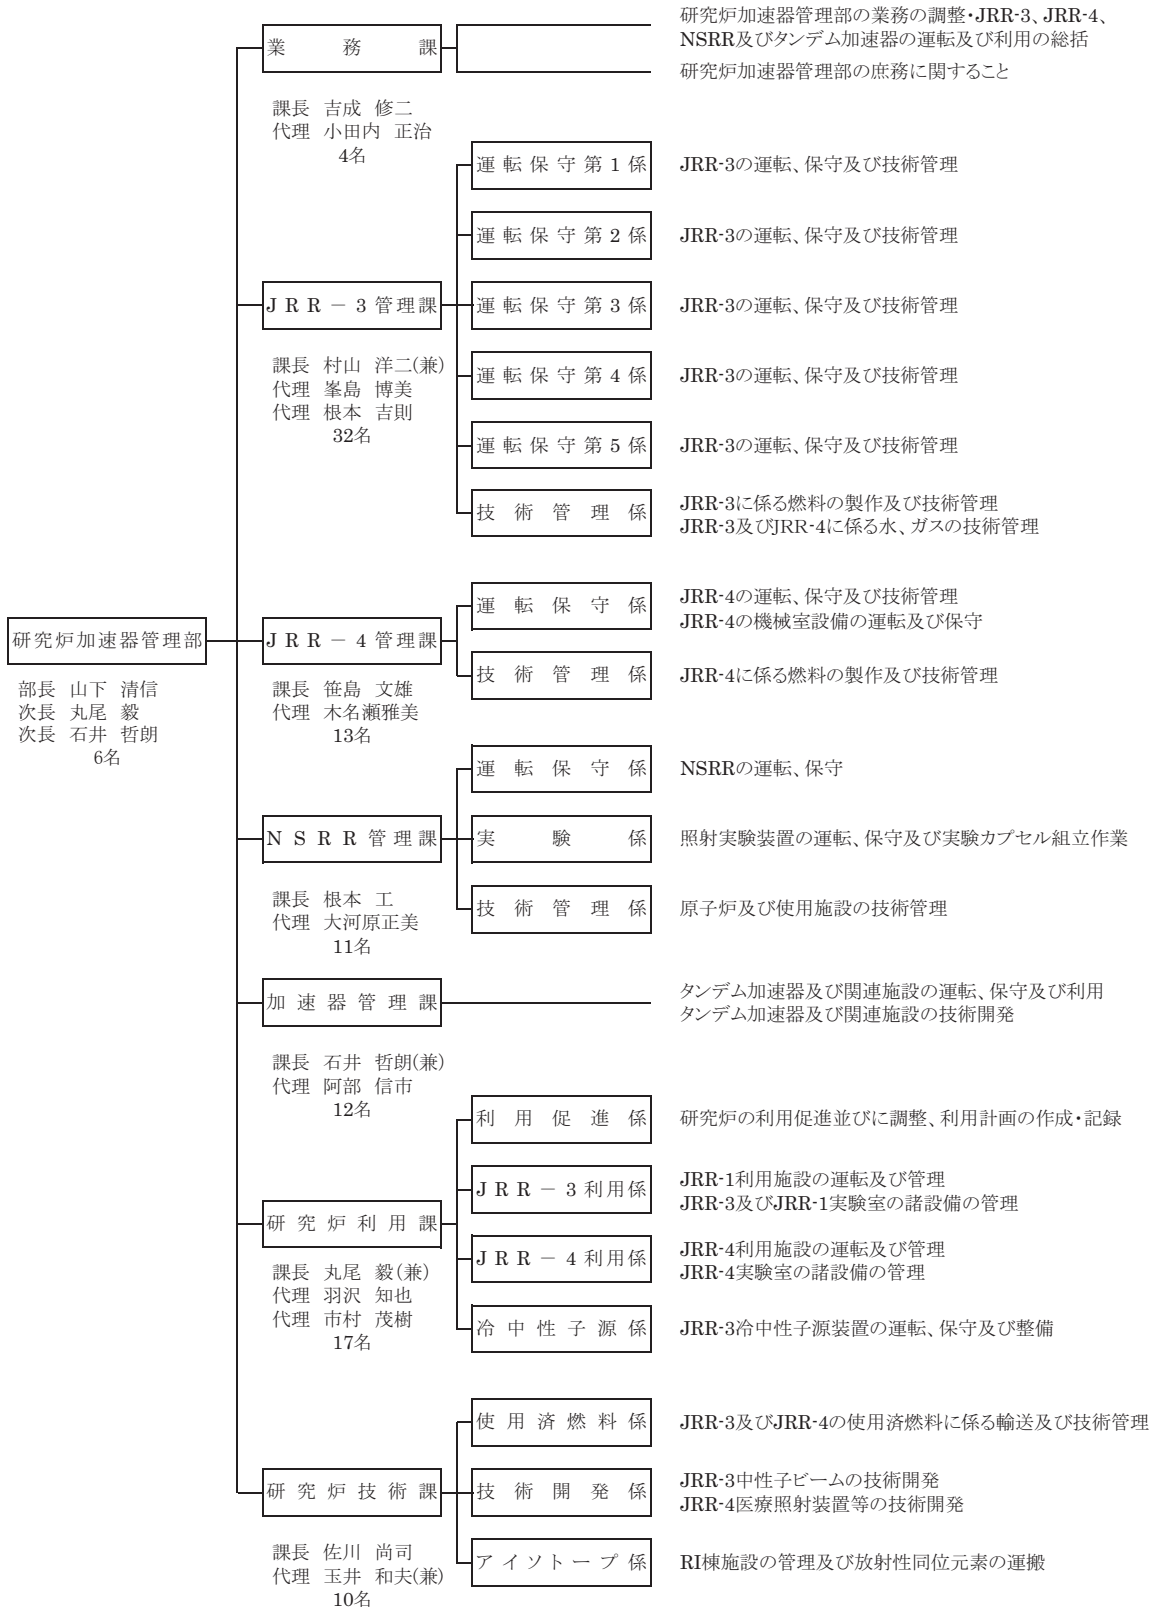 研究炉加速器管理部
部長 山下 清信
次長 丸尾 毅
次長 石井 哲朗
6名
業務課
研究炉加速器管理部の業務の調整・JRR-3、JRR-4、
NSRR及びタンデム加速器の運転及び利用の総括
研究炉加速器管理部の庶務に関すること
課長 吉成 修二
代理 小田内 正治
4名
JRR－3管理課
課長 村山 洋二(兼)
代理 峯島 博美
代理 根本 吉則
32名
運転保守第1係
JRR-3の運転、保守及び技術管理
運転保守第2係
JRR-3の運転、保守及び技術管理
運転保守第3係
JRR-3の運転、保守及び技術管理
運転保守第4係
JRR-3の運転、保守及び技術管理
運転保守第5係
JRR-3の運転、保守及び技術管理
技術管理係
JRR-3に係る燃料の製作及び技術管理
JRR-3及びJRR-4に係る水、ガスの技術管理
JRR－4管理課
課長 笹島 文雄
代理 木名瀬雅美
13名
運転保守係
JRR-4の運転、保守及び技術管理
JRR-4の機械室設備の運転及び保守
技術管理係
JRR-4に係る燃料の製作及び技術管理
NSRR管理課
課長 根本 工
代理 大河原正美
11名
運転保守係
NSRRの運転、保守
実験係
照射実験装置の運転、保守及び実験カプセル組立作業
技術管理係
原子炉及び使用施設の技術管理
加速器管理課
タンデム加速器及び関連施設の運転、保守及び利用
タンデム加速器及び関連施設の技術開発
課長 石井 哲朗(兼)
代理 阿部 信市
12名
研究炉利用課
課長 丸尾 毅(兼)
代理 羽沢 知也
代理 市村 茂樹
17名
利用促進係
研究炉の利用促進並びに調整、利用計画の作成・記録
JRR－3利用係
JRR-1利用施設の運転及び管理
JRR-3及びJRR-1実験室の諸設備の管理
JRR－4利用係
JRR-4利用施設の運転及び管理
JRR-4実験室の諸設備の管理
冷中性子源係
JRR-3冷中性子源装置の運転、保守及び整備
研究炉技術課
課長 佐川 尚司
代理 玉井 和夫(兼)
10名
使用済燃料係
JRR-3及びJRR-4の使用済燃料に係る輸送及び技術管理
技術開発係
JRR-3中性子ビームの技術開発
JRR-4医療照射装置等の技術開発
アイソトープ係
RI棟施設の管理及び放射性同位元素の運搬